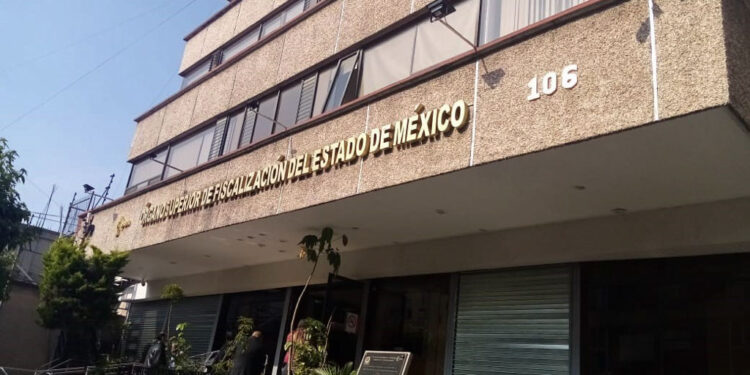 106
ÓRGANO SUPERIOR DE FISCALIZACIÓN DEL ESTADO DE MÉXICO